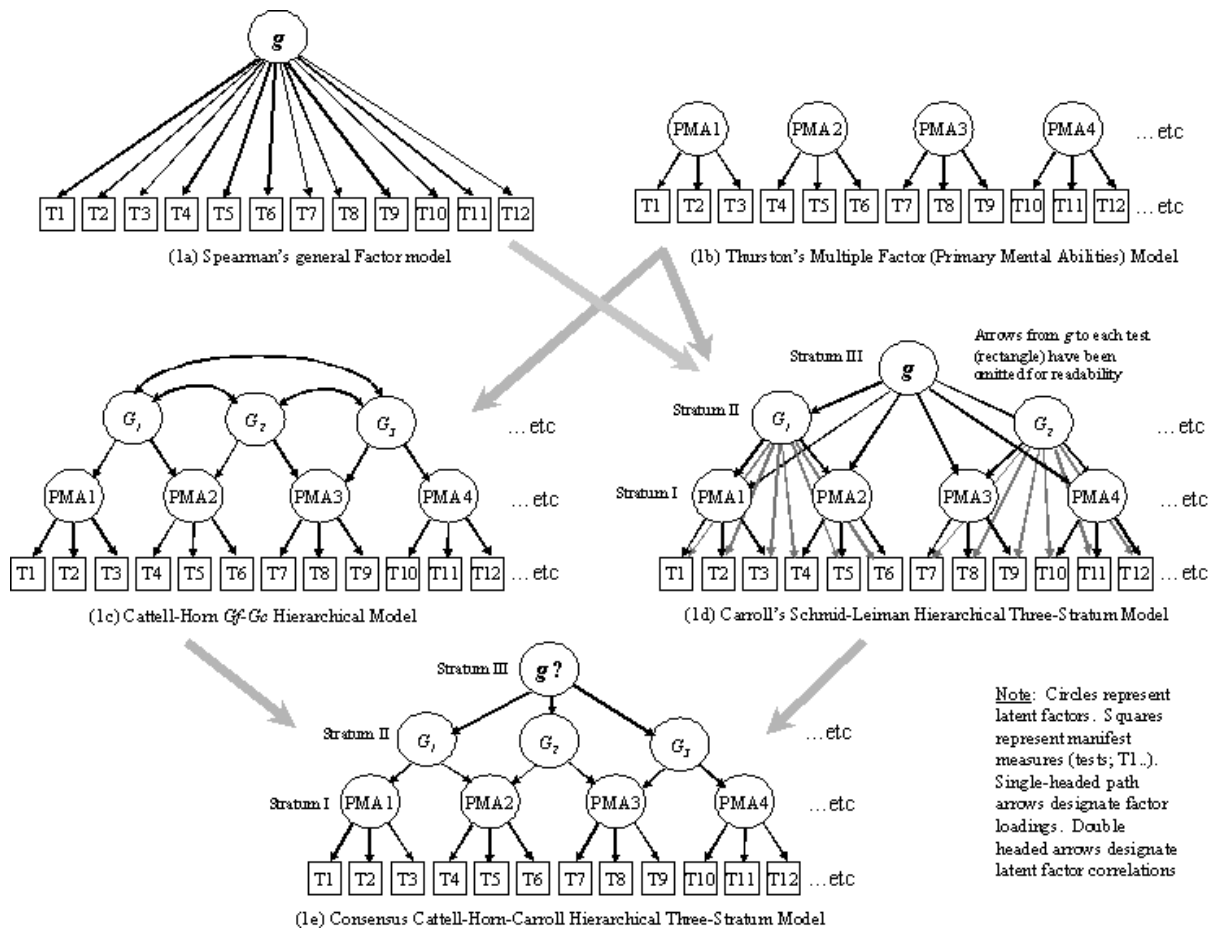 g
T1 T2 T3 T4 T5 T6 T7 T8 T9 T10 T11 T12
(1a) Spearman's general Factor model
PMA1 PMA2 PMA3 PMA4 ...etc
T1 T2 T3 T4 T5 T6 T7 T8 T9 T10 T11 T12 ...etc
(1b) Thurston's Multiple Factor (Primary Mental Abilities) Model
G1 G2 G3 ...etc
PMA1 PMA2 PMA3 PMA4 ...etc
T1 T2 T3 T4 T5 T6 T7 T8 T9 T10 T11 T12 ...etc
(1c) Cattell-Horn Gf-Gc Hierarchical Model
Arrows from g to each test
(rectangle) have been
omitted for readability
Stratum III g
Stratum II G1 G2 ...etc
Stratum I PMA1 PMA2 PMA3 PMA4 ...etc
T1 T2 T3 T4 T5 T6 T7 T8 T9 T10 T11 T12 ...etc
(1d) Carroll's Schmid-Leiman Hierarchical Three-Stratum Model
Stratum III g ?
Stratum II G1 G2 G3 ...etc
Stratum I PMA1 PMA2 PMA3 PMA4 ...etc
T1 T2 T3 T4 T5 T6 T7 T8 T9 T10 T11 T12 ...etc
(1e) Consensus Cattell-Horn-Carroll Hierarchical Three-Stratum Model
Note: Circles represent
latent factors. Squares
represent manifest
measures (tests; T1..).
Single-headed path
arrows designate factor
loadings. Double
headed arrows designate
latent factor correlations